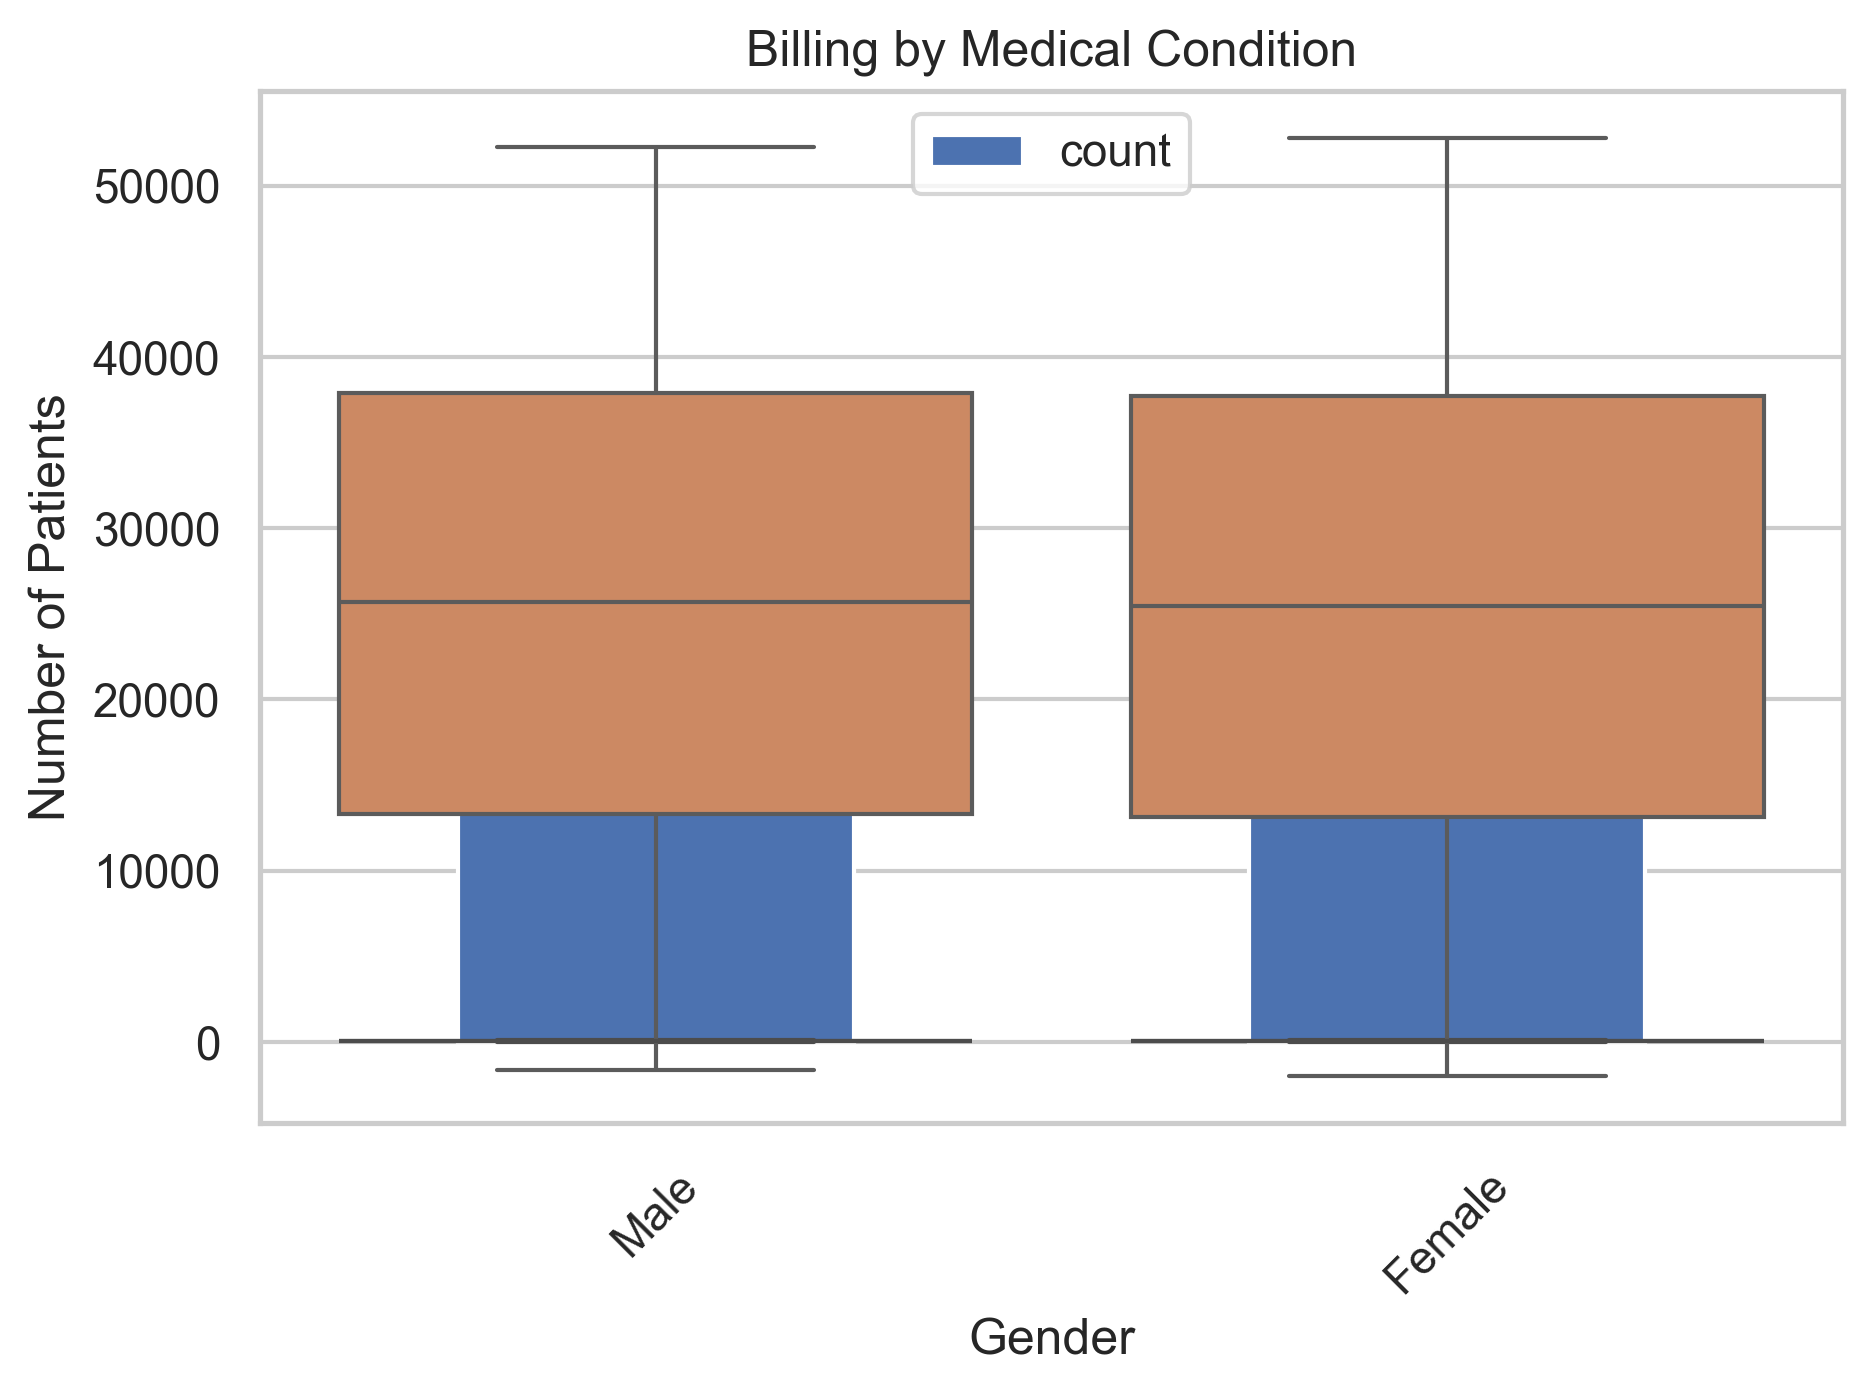 Billing by Medical Condition
count
50000
40000
30000
20000
10000
0
Number of Patients
Male
Female
Gender